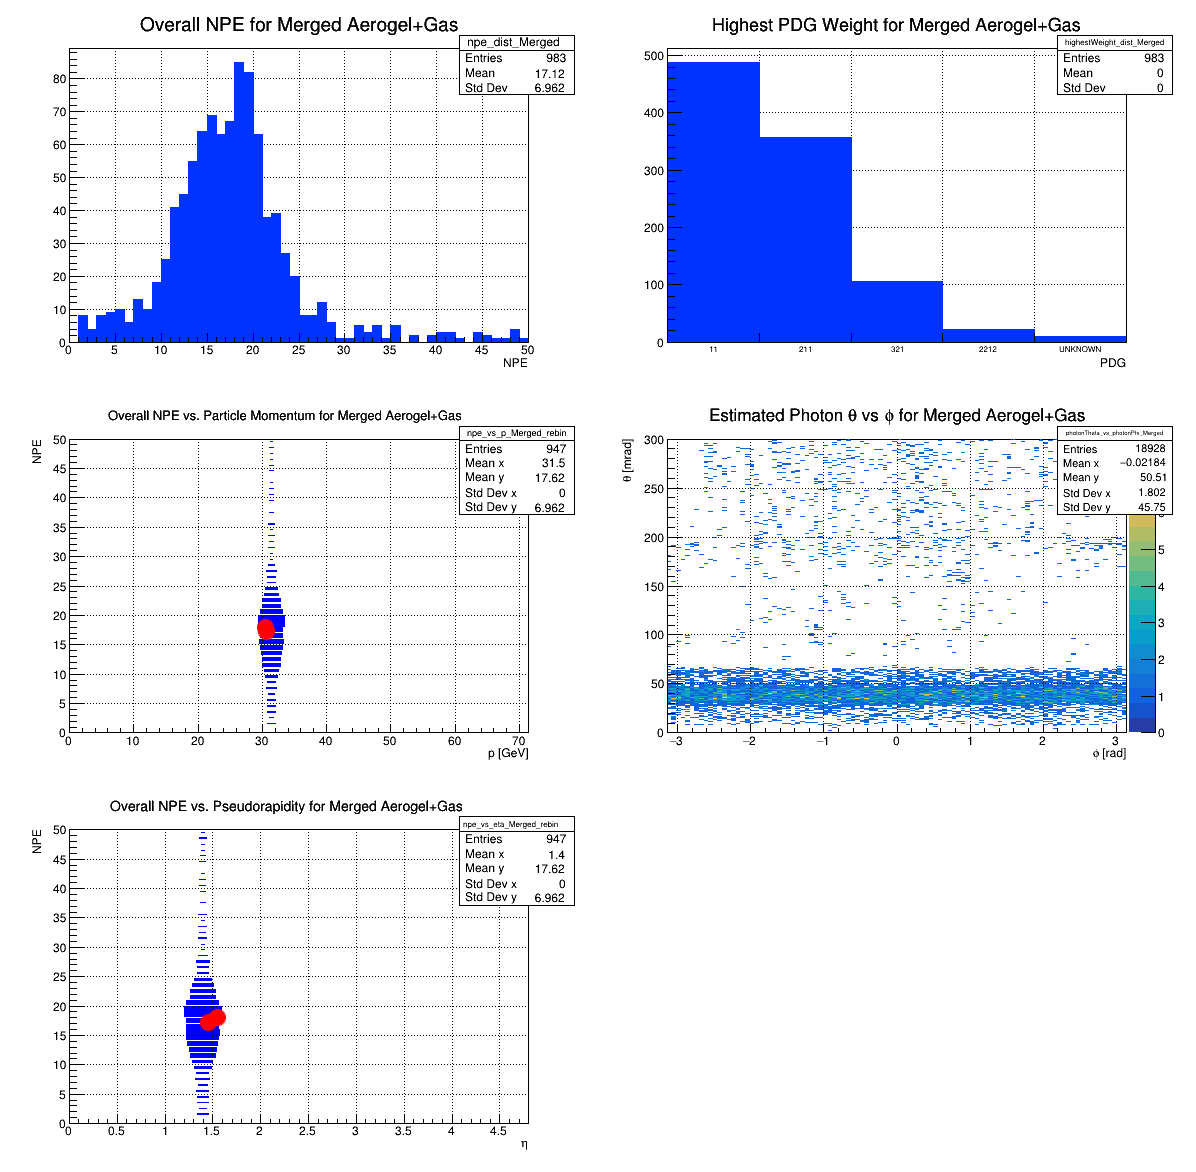 Overall NPE for Merged Aerogel+Gas
npe_dist_Merged
Entries 983
Mean 17.12
Std Dev 6.962
80
70
60
50
40
30
20
10
0
0 5 10 15 20 25 30 35 40 45 50
NPE
Highest PDG Weight for Merged Aerogel+Gas
highestWeight_dist_Merged
Entries 983
Mean 0
Std Dev 0
500
400
300
200
100
0
11 211 321 2212 UNKNOWN
PDG
Overall NPE vs. Particle Momentum for Merged Aerogel+Gas
NPE
npe_vs_p_Merged_rebin
Entries 947
Mean x 31.5
Mean y 17.62
Std Dev x 0
Std Dev y 6.962
50
45
40
35
30
25
20
15
10
5
0
0 10 20 30 40 50 60 70
p [GeV]
Estimated Photon θ vs ϕ for Merged Aerogel+Gas
θ [mrad]
photonTheta_vs_photonPhi_Merged
Entries 18928
Mean x −0.02184
Mean y 50.51
Std Dev x 1.802
Std Dev y 45.75
300
250
200
150
100
50
0
−3 −2 −1 0 1 2 3
ϕ [rad]
5
4
3
2
1
0
Overall NPE vs. Pseudorapidity for Merged Aerogel+Gas
NPE
npe_vs_eta_Merged_rebin
Entries 947
Mean x 1.4
Mean y 17.62
Std Dev x 0
Std Dev y 6.962
50
45
40
35
30
25
20
15
10
5
0
0 0.5 1 1.5 2 2.5 3 3.5 4 4.5
η